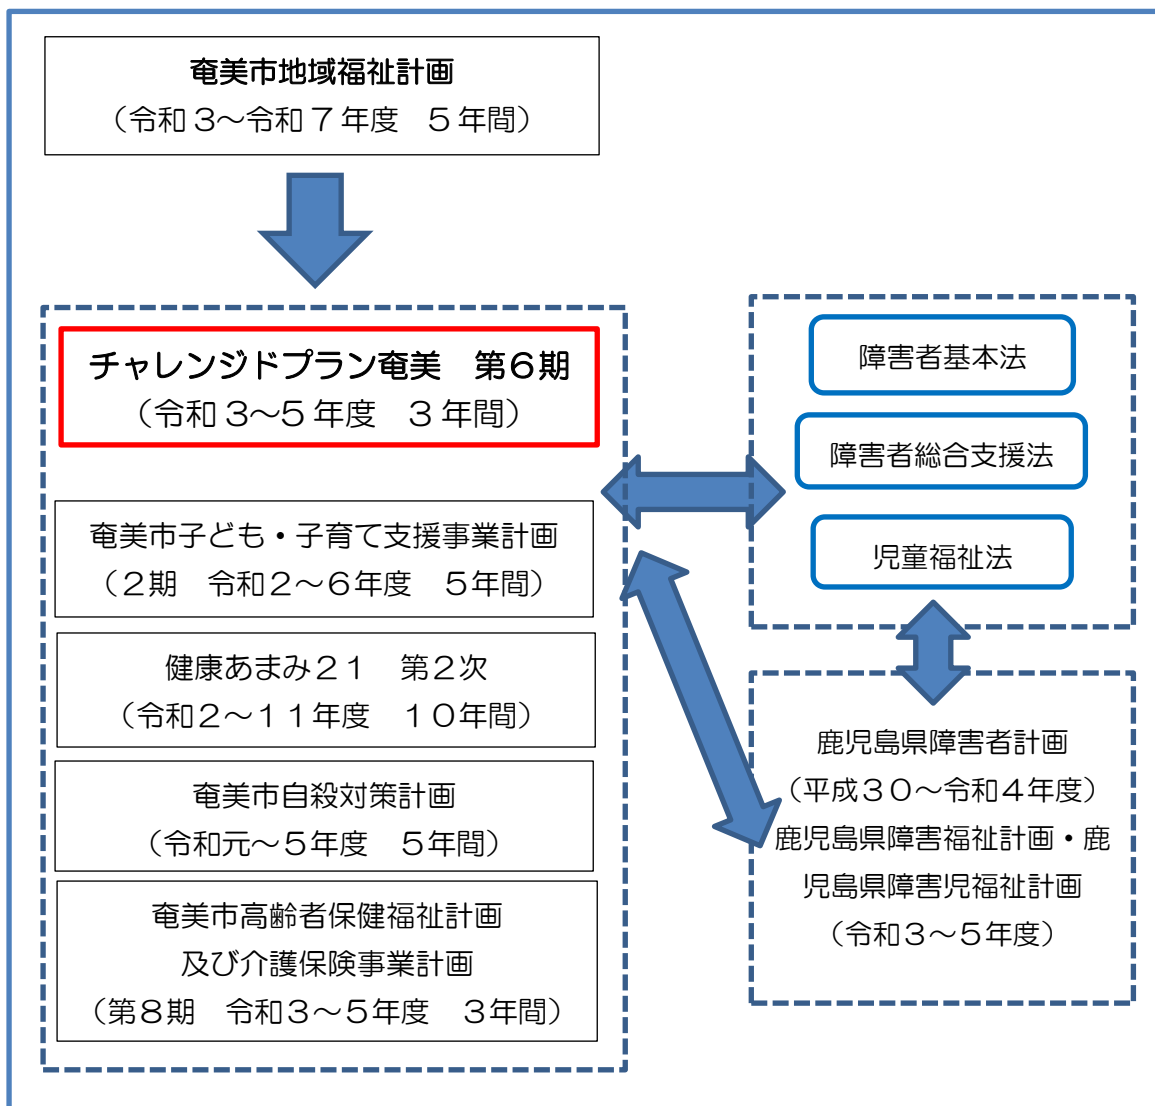 奄美市地域福祉計画
（令和３～令和７年度　５年間）
チャレンジドプラン奄美　第６期
（令和３～５年度　３年間）
奄美市子ども・子育て支援事業計画
（２期　令和２～６年度　５年間）
健康あまみ２１　第２次
（令和２～１１年度　１０年間）
奄美市自殺対策計画
（令和元～５年度　５年間）
奄美市高齢者保健福祉計画
及び介護保険事業計画
（第８期　令和３～５年度　３年間）
障害者基本法
障害者総合支援法
児童福祉法
鹿児島県障害者計画
（平成３０～令和４年度）
鹿児島県障害福祉計画・鹿
児島県障害児福祉計画
（令和３～５年度）